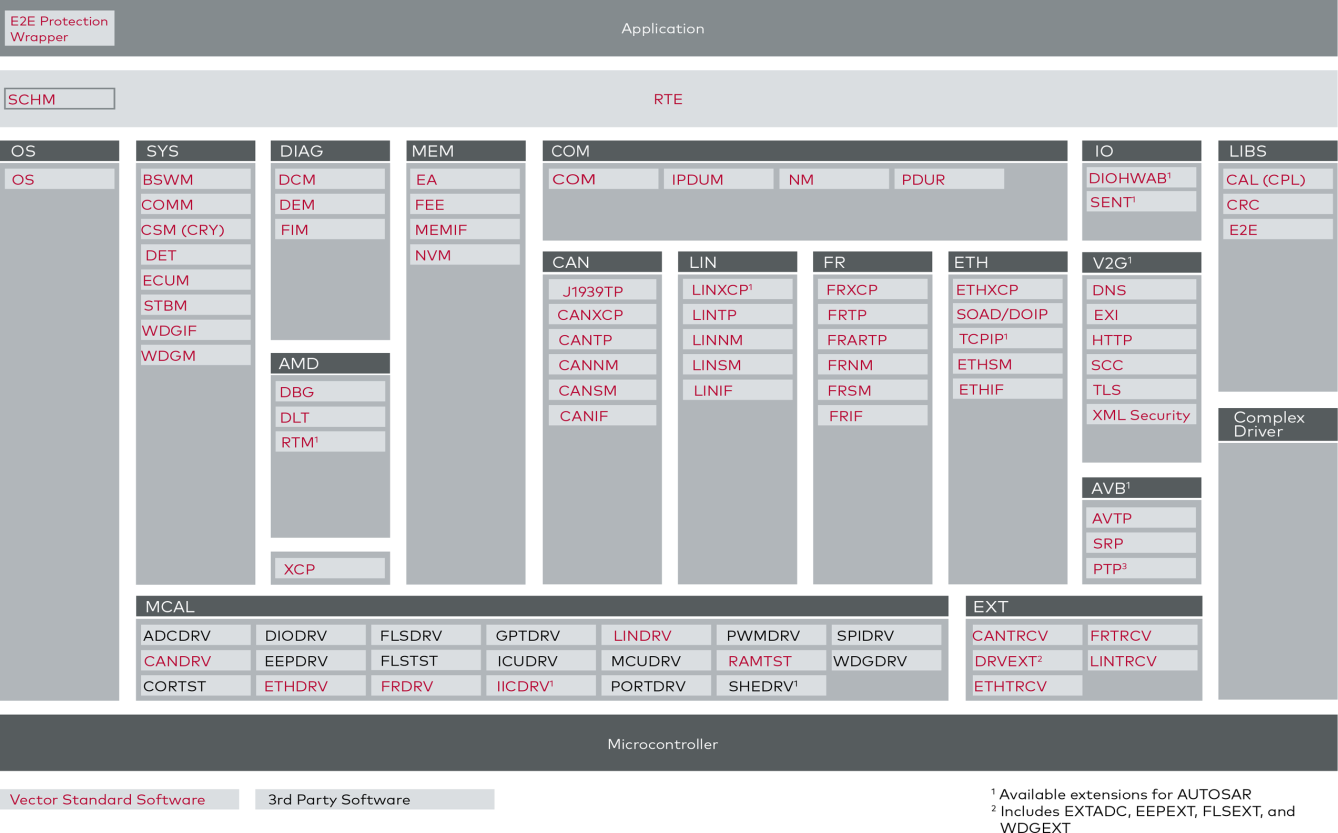 E2E Protection
Wrapper
Application
SCHM
RTE
OS
OS
SYS
BSWM
COMM
CSM (CRY)
DET
ECUM
STBM
WDGIF
WDGM
DIAG
DCM
DEM
FIM
AMD
DBG
DLT
RTM¹
XCP
MEM
EA
FEE
MEMIF
NVM
COM
COM IPDUM NM PDUR
CAN
J1939TP
CANXCP
CANTP
CANNM
CANSM
CANIF
LIN
LINXCP¹
LINTP
LINNM
LINSM
LINIF
FR
FRXCP
FRTP
FRARTP
FRNM
FRSM
FRIF
ETH
ETHXCP
SOAD/DOIP
TCPIP¹
ETHSM
ETHIF
IO
DIOHWAB¹
SENT¹
V2G¹
DNS
EXI
HTTP
SCC
TLS
XML Security
AVB¹
AVTP
SRP
PTP³
LIBS
CAL (CPL)
CRC
E2E
Complex
Driver
MCAL
ADCDRV DIODRV FLSDRV GPTDRV LINDRV PWMDRV SPIDRV
CANDRV EEPDRV FLSTST ICUDRV MCUDRV RAMTST WDGDRV
CORTST ETHDRV FRDRV IICDRV¹ PORTDRV SHEDRV¹
EXT
CANTRCV FRTRCV
DRVEXT² LINTRCV
ETHTRCV
Microcontroller
Vector Standard Software 3rd Party Software
¹ Available extensions for AUTOSAR
² Includes EXTADC, EEPEXT, FLSEXT, and
WDGEXT